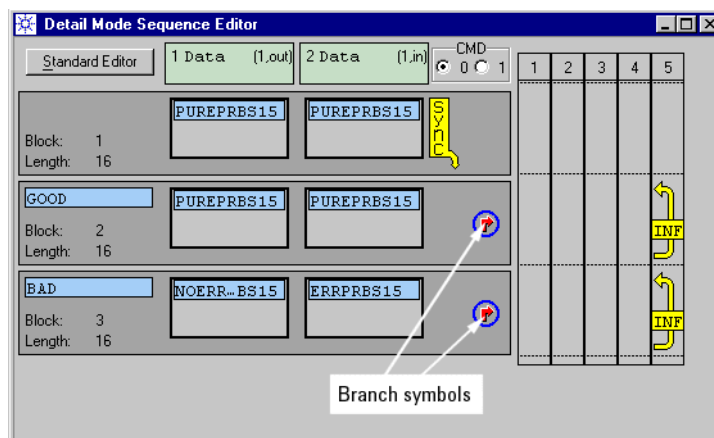 Detail Mode Sequence Editor
Standard Editor
1 Data (1,out)
2 Data (1,in)
CMD
0 1
1 2 3 4 5
PUREPRBS15
PUREPRBS15
Sync
Block: 1
Length: 16
GOOD
PUREPRBS15
PUREPRBS15
Block: 2
Length: 16
INF
BAD
NOERR…BS15
ERRPRBS15
Block: 3
Length: 16
INF
Branch symbols